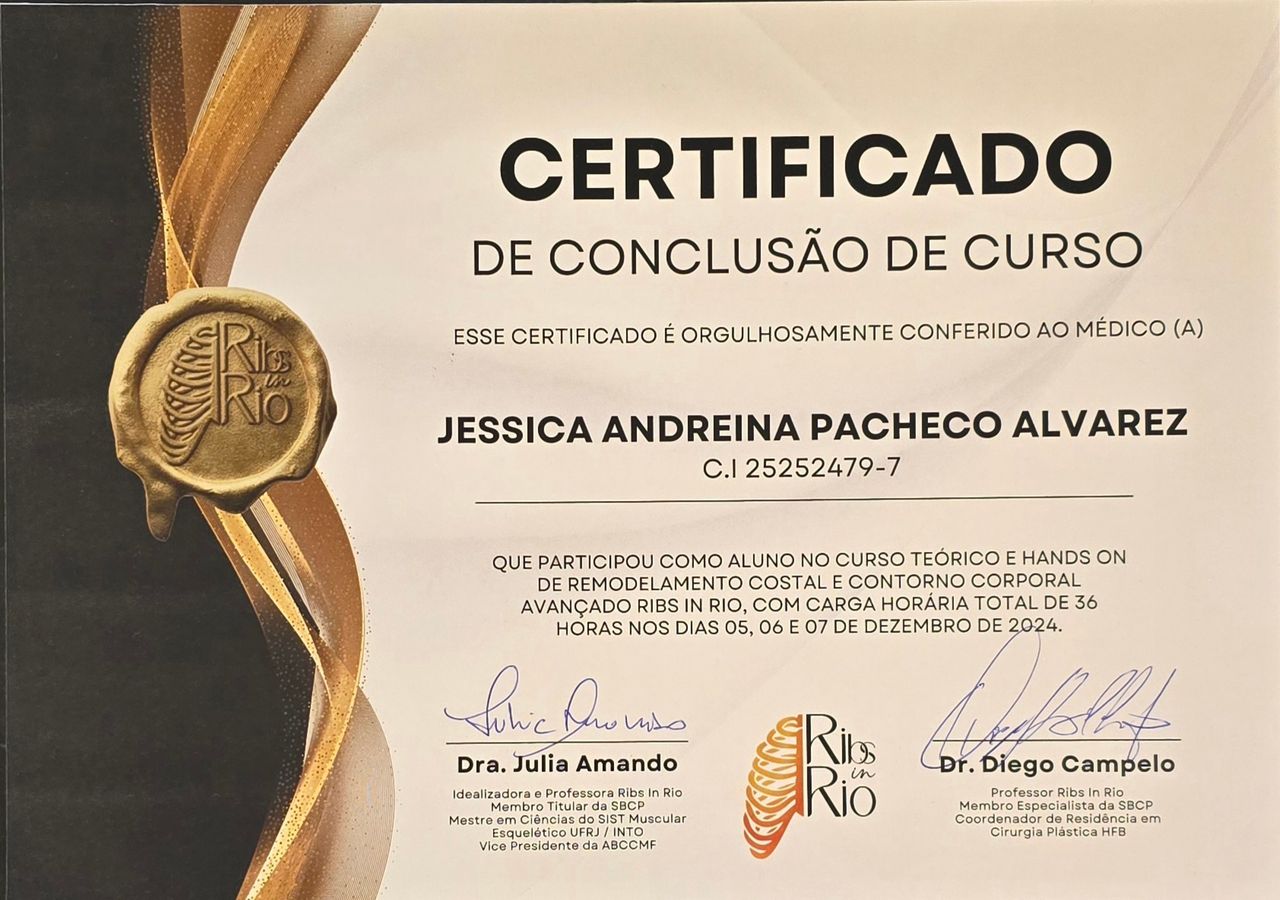 CERTIFICADO
DE CONCLUSÃO DE CURSO
ESSE CERTIFICADO É ORGULHOSAMENTE CONFERIDO AO MÉDICO (A)
JESSICA ANDREINA PACHECO ALVAREZ
C.I 25252479-7
QUE PARTICIPOU COMO ALUNO NO CURSO TEÓRICO E HANDS ON
DE REMODELAMENTO COSTAL E CONTORNO CORPORAL
AVANÇADO RIBS IN RIO, COM CARGA HORÁRIA TOTAL DE 36
HORAS NOS DIAS 05, 06 E 07 DE DEZEMBRO DE 2024.
Ribs
in
Rio
Dra. Julia Amando
Idealizadora e Professora Ribs In Rio
Membro Titular da SBCP
Mestre em Ciências do SIST Muscular
Esquelético UFRJ / INTO
Vice Presidente da ABCCMF
Ribs
in
Rio
Dr. Diego Campelo
Professor Ribs In Rio
Membro Especialista da SBCP
Coordenador de Residência em
Cirurgia Plástica HFB